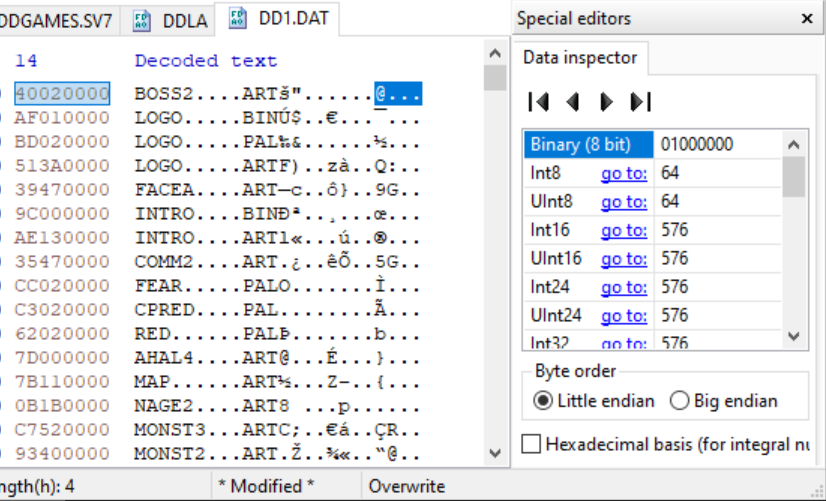 DDGAMES.SV7 DDLA DD1.DAT
14 Decoded text
40020000 BOSS2....ARTš"......@...
AF010000 LOGO.....BINÚ$..€...¯...
BD020000 LOGO.....PAL‰&......½...
513A0000 LOGO.....ARTF)..zà..Q:..
39470000 FACEA....ART—c..ô}..9G..
9C000000 INTRO....BINÐª..¸...œ...
AE130000 INTRO....ART1«...ú..®...
35470000 COMM2....ART.¿..êÕ..5G..
CC020000 FEAR.....PALO.......Ì...
C3020000 CPRED....PAL........Ã...
62020000 RED......PALÞ.......b...
7D000000 AHAL4....ART@...É...}...
7B110000 MAP......ART¼...Z–..{...
0B1B0000 NAGE2....ART8 ...p......
C7520000 MONST3...ARTC;..€á..ÇR..
93400000 MONST2...ART.Ž..¾«..“@..
ngth(h): 4 * Modified * Overwrite
Special editors
Data inspector
Binary (8 bit) 01000000
Int8 go to: 64
UInt8 go to: 64
Int16 go to: 576
UInt16 go to: 576
Int24 go to: 576
UInt24 go to: 576
Int32 go to: 576
Byte order
Little endian Big endian
Hexadecimal basis (for integral nu